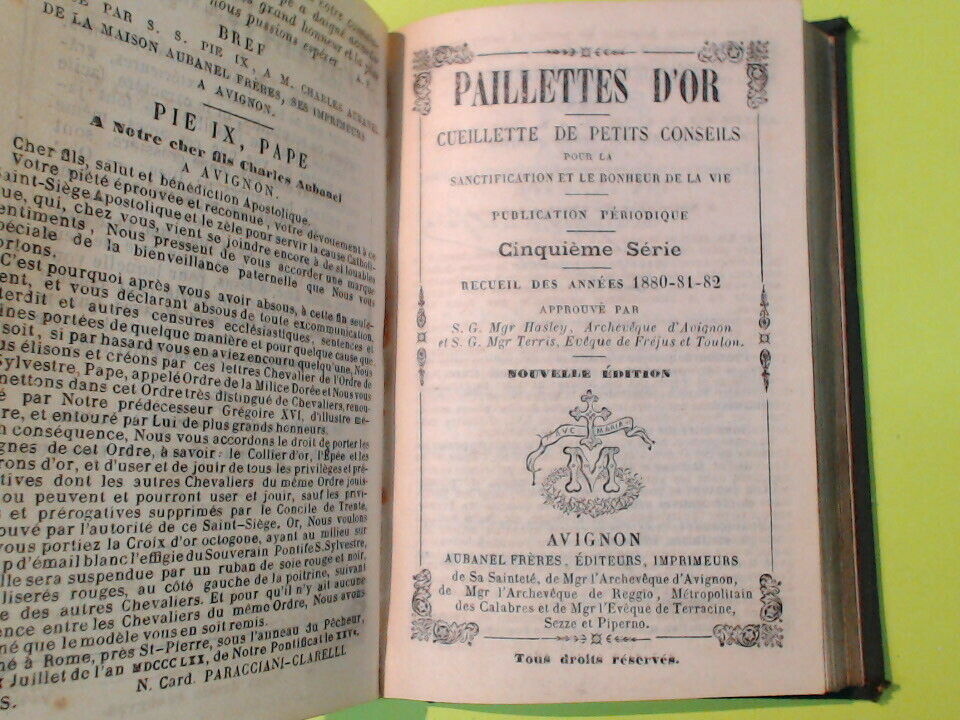 BREF
PAR S. S. PIE IX, A M. CHARLES AUBANEL
DE LA MAISON AUBANEL FRÈRES, SES IMPRIMEURS
A AVIGNON.
PIE IX, PAPE
A Notre cher fils Charles Aubanel
A AVIGNON.
Cher fils, salut et bénédiction Apostolique.
Votre piété éprouvée et reconnue, votre dévouement à ce
Saint-Siège Apostolique et le zèle pour servir la cause Catholi-
que, qui, chez vous, vient se joindre encore à de si louables
sentiments, Nous pressent de vous accorder une marque
spéciale de la bienveillance paternelle que Nous vous
portons.
C'est pourquoi après vous avoir absous, à cette fin seule-
ment, et vous déclarant absous de toute excommunication,
interdit et autres censures ecclésiastiques, sentences et
peines portées de quelque manière et pour quelque cause que
soit, si par hasard vous en aviez encouru quelqu'une, Nous
vous élisons et créons par ces lettres Chevalier de l'Ordre de
Sylvestre, Pape, appelé Ordre de la Milice Dorée et Nous vous
mettons dans cet Ordre très distingué de Chevaliers, renou-
par Notre prédécesseur Grégoire XVI, d'illustre mé-
moire, et entouré par Lui de plus grands honneurs.
En conséquence, Nous vous accordons le droit de porter les
insignes de cet Ordre, à savoir : le Collier d'or, l'Épée et les
Éperons d'or, et d'user et de jouir de tous les privilèges et pré-
rogatives dont les autres Chevaliers du même Ordre jouis-
ou peuvent et pourront user et jouir, sauf les privi-
et prérogatives supprimés par le Concile de Trente,
approuvé par l'autorité de ce Saint-Siège. Or, Nous voulons
vous portiez la Croix d'or octogone, ayant au milieu sur
d'émail blanc l'effigie du Souverain Pontife S. Sylvestre,
elle sera suspendue par un ruban de soie rouge et noir,
liserés rouges, au côté gauche de la poitrine, suivant
des autres Chevaliers. Et pour qu'il n'y ait aucune
entre les Chevaliers du même Ordre, Nous avons
que le modèle vous en soit remis.
à Rome, près St-Pierre, sous l'anneau du Pêcheur,
Juillet de l'an MDCCCLIX, de Notre Pontificat le XIVe.
N. Card. PARACCIANI-CLARELLI
PAILLETTES D'OR
CUEILLETTE DE PETITS CONSEILS
POUR LA
SANCTIFICATION ET LE BONHEUR DE LA VIE
PUBLICATION PÉRIODIQUE
Cinquième Série
RECUEIL DES ANNÉES 1880-81-82
APPROUVÉ PAR
S. G. Mgr Hasley, Archevêque d'Avignon
et S. G. Mgr Terris, Evêque de Fréjus et Toulon.
NOUVELLE ÉDITION
AVE MARIA
M
AVIGNON
AUBANEL FRÈRES, ÉDITEURS, IMPRIMEURS
de Sa Sainteté, de Mgr l'Archevêque d'Avignon,
de Mgr l'Archevêque de Reggio, Métropolitain
des Calabres et de Mgr l'Evêque de Terracine,
Sezze et Piperno.
Tous droits réservés.